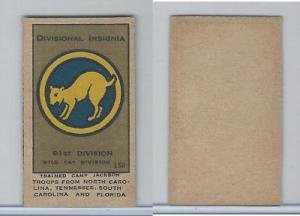 DIVISIONAL INSIGNIA
81ST DIVISION
WILD CAT DIVISION
150
TRAINED CAMP JACKSON
TROOPS FROM NORTH CARO-
LINA, TENNESSEE, SOUTH
CAROLINA AND FLORIDA